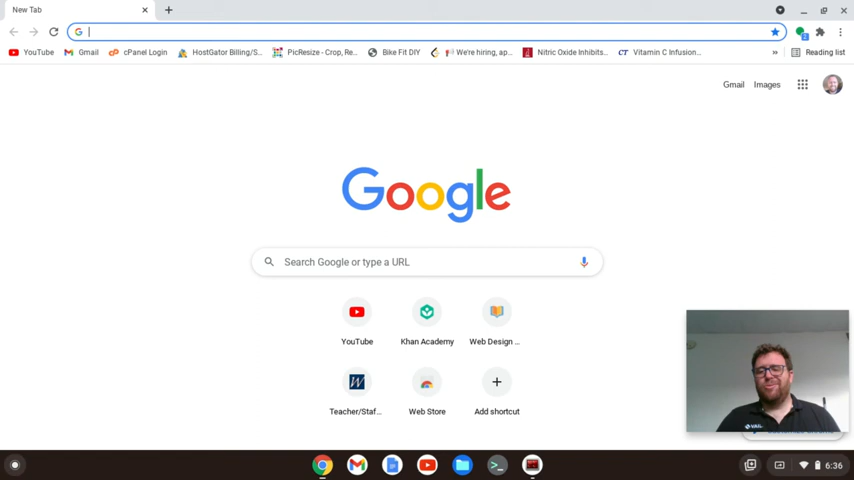 New Tab
YouTube Gmail cPanel Login HostGator Billing/S... PicResize - Crop, Re... Bike Fit DIY We're hiring, ap... Nitric Oxide Inhibits... CT Vitamin C Infusion... » Reading list
Gmail Images
Google
Search Google or type a URL
YouTube Khan Academy Web Design ...
Teacher/Staf... Web Store Add shortcut
6:36